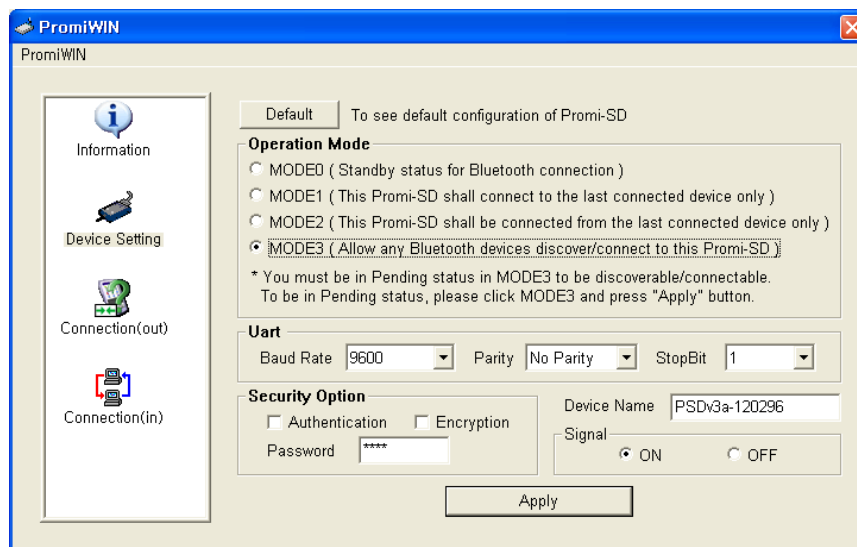 PromiWIN
PromiWIN
Information
Device Setting
Connection(out)
Connection(in)
Default To see default configuration of Promi-SD
Operation Mode
MODE0 ( Standby status for Bluetooth connection )
MODE1 ( This Promi-SD shall connect to the last connected device only )
MODE2 ( This Promi-SD shall be connected from the last connected device only )
MODE3 ( Allow any Bluetooth devices discover/connect to this Promi-SD )
* You must be in Pending status in MODE3 to be discoverable/connectable.
To be in Pending status, please click MODE3 and press "Apply" button.
Uart
Baud Rate 9600 Parity No Parity StopBit 1
Security Option
Authentication Encryption
Password ****
Device Name PSDv3a-120296
Signal
ON OFF
Apply